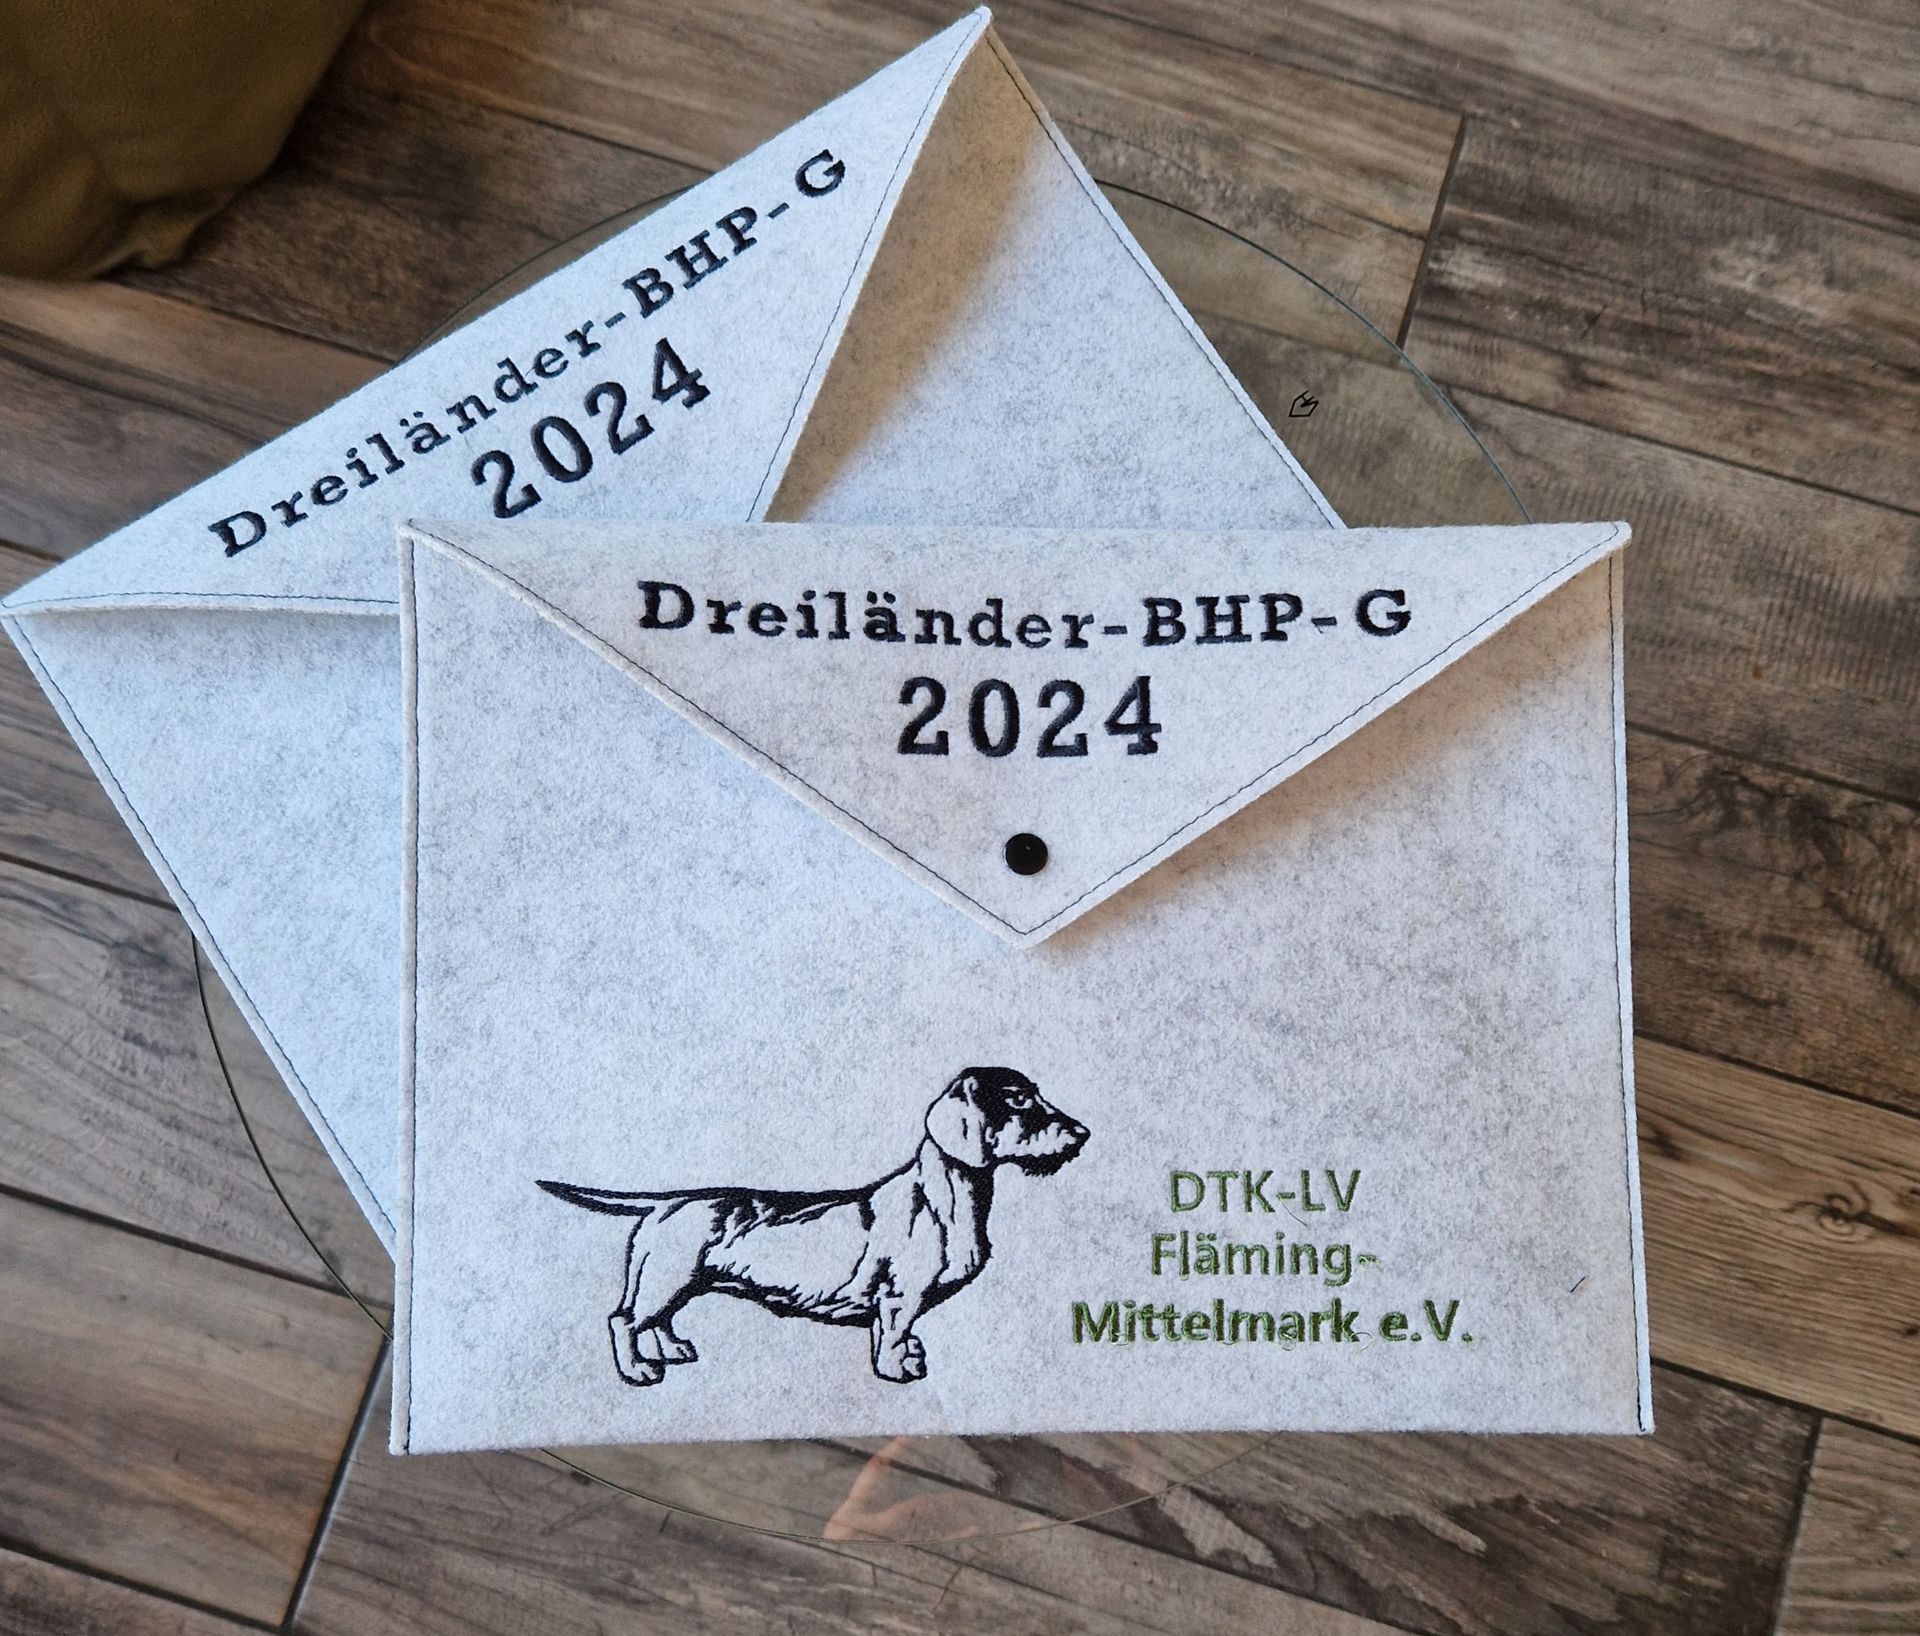 Dreiländer-BHP-G
2024
Dreiländer-BHP-G
2024
DTK-LV
Fläming-
Mittelmark e.V.